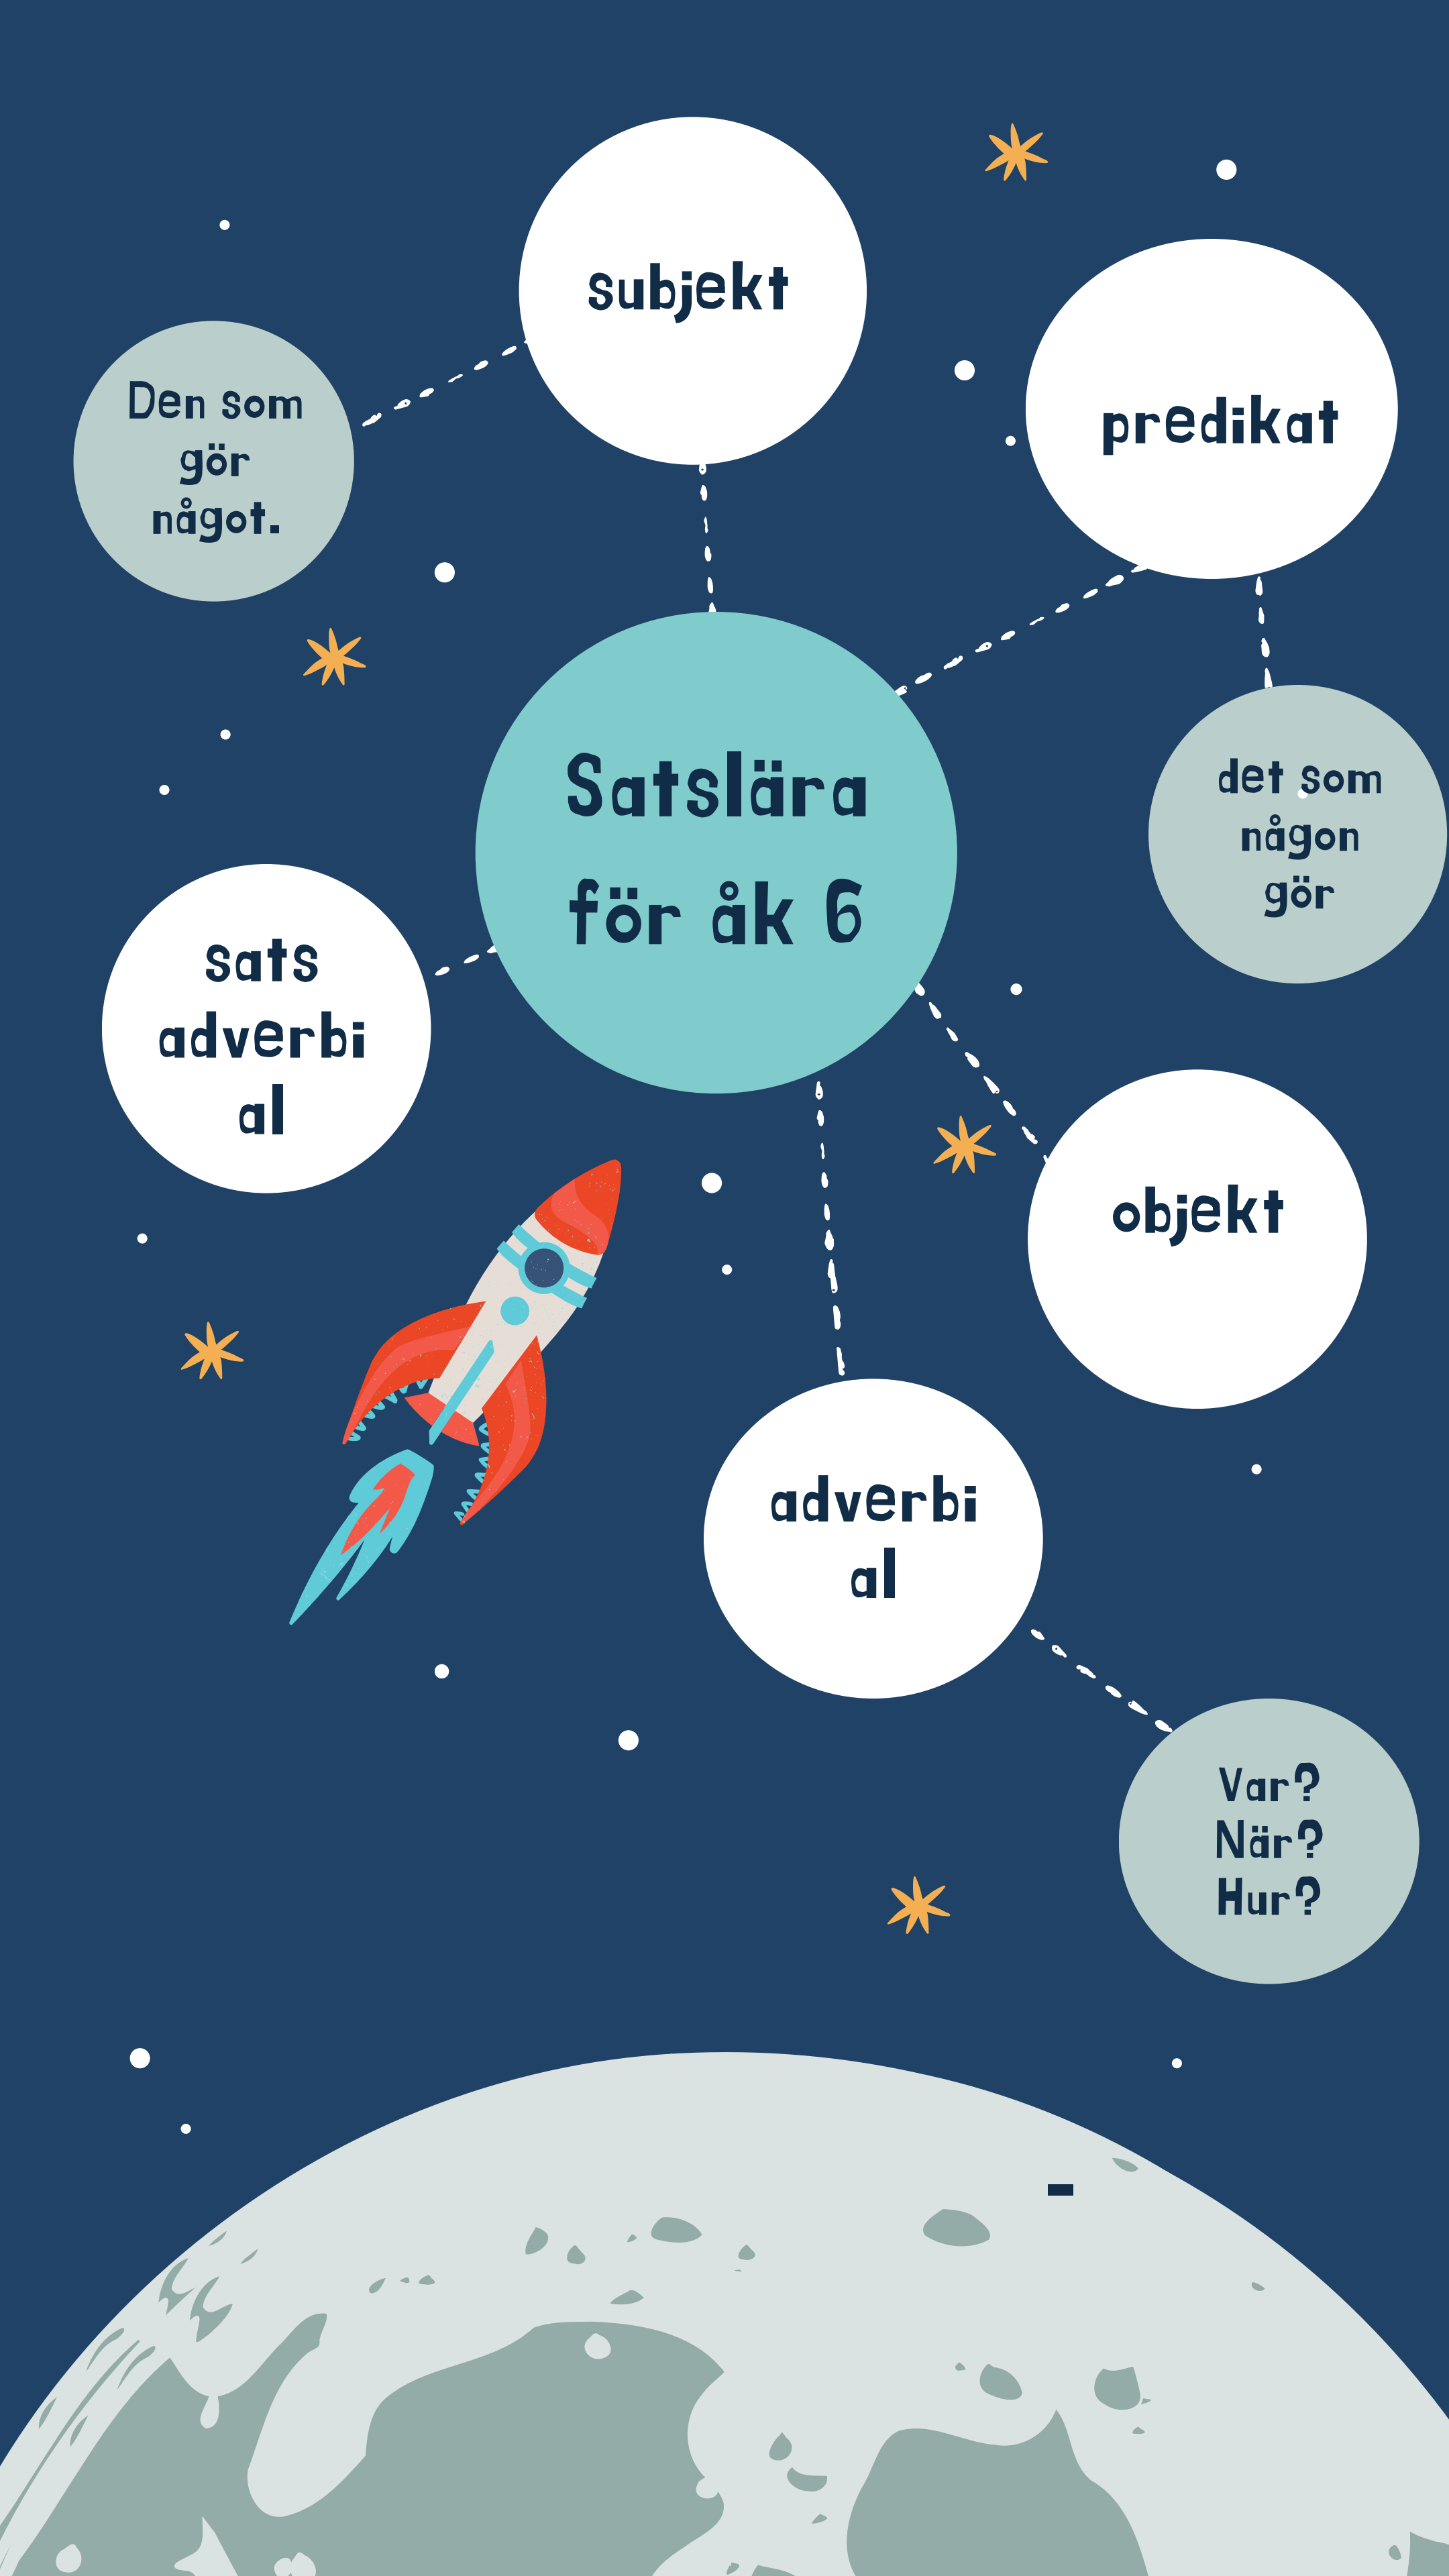 subjekt
predikat
Den som
gör
något.
Satslära
för åk 6
det som
någon
gör
sats
adverbi
al
objekt
adverbi
al
Var?
När?
Hur?
-